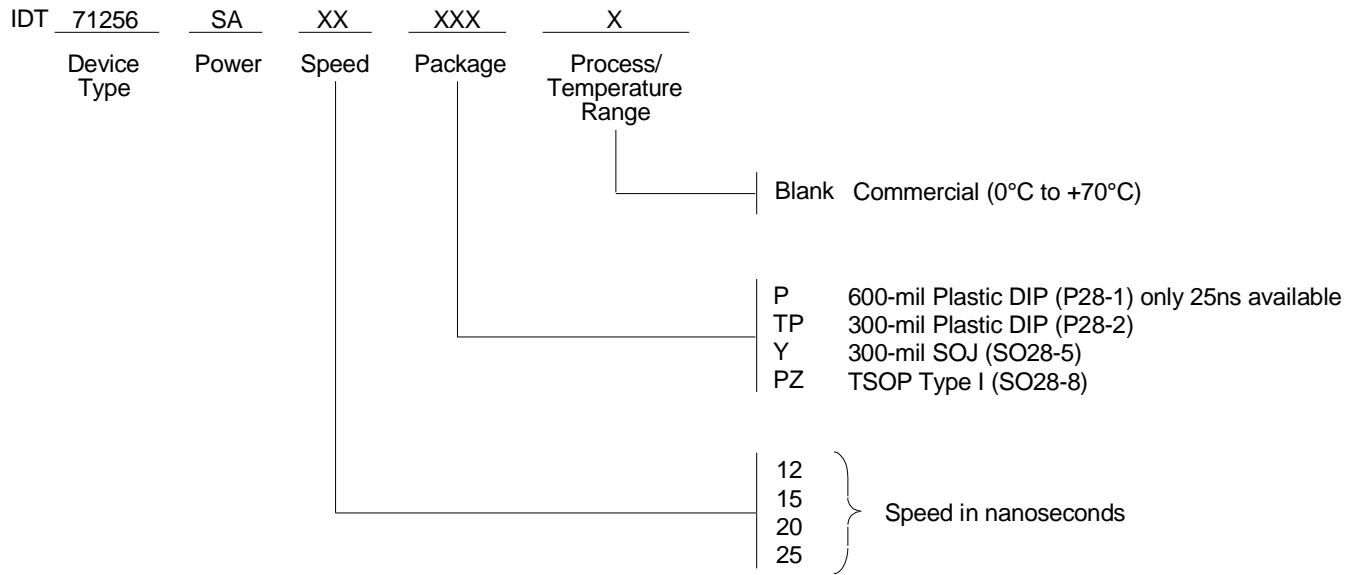 IDT 71256 SA XX XXX X
Device Type Power Speed Package Process/ Temperature Range
Blank Commercial (0°C to +70°C)
P 600-mil Plastic DIP (P28-1) only 25ns available
TP 300-mil Plastic DIP (P28-2)
Y 300-mil SOJ (SO28-5)
PZ TSOP Type I (SO28-8)
12
15
20
25
Speed in nanoseconds